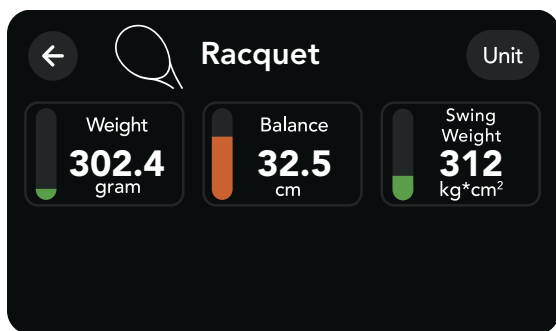 Racquet
Unit
Weight
302.4
gram
Balance
32.5
cm
Swing
Weight
312
kg*cm²